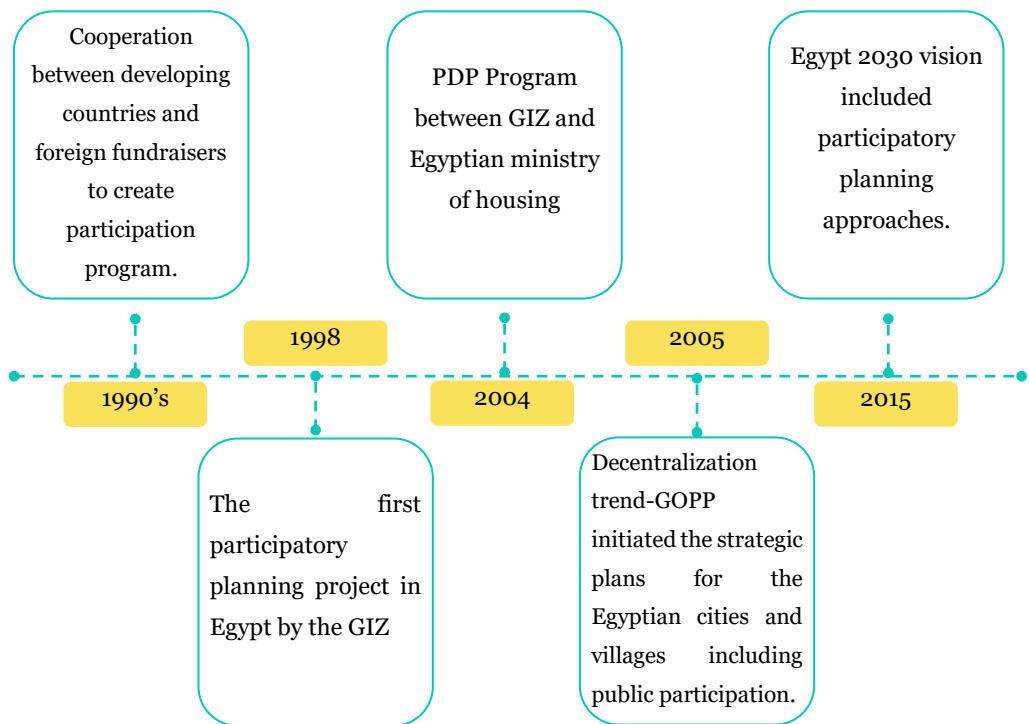 Cooperation
between developing
countries and
foreign fundraisers
to create
participation
program.
PDP Program
between GIZ and
Egyptian ministry
of housing
Egypt 2030 vision
included
participatory
planning
approaches.
1998
2005
1990's
2004
2015
The first
participatory
planning project in
Egypt by the GIZ
Decentralization
trend-GOPP
initiated the strategic
plans for the
Egyptian cities and
villages including
public participation.